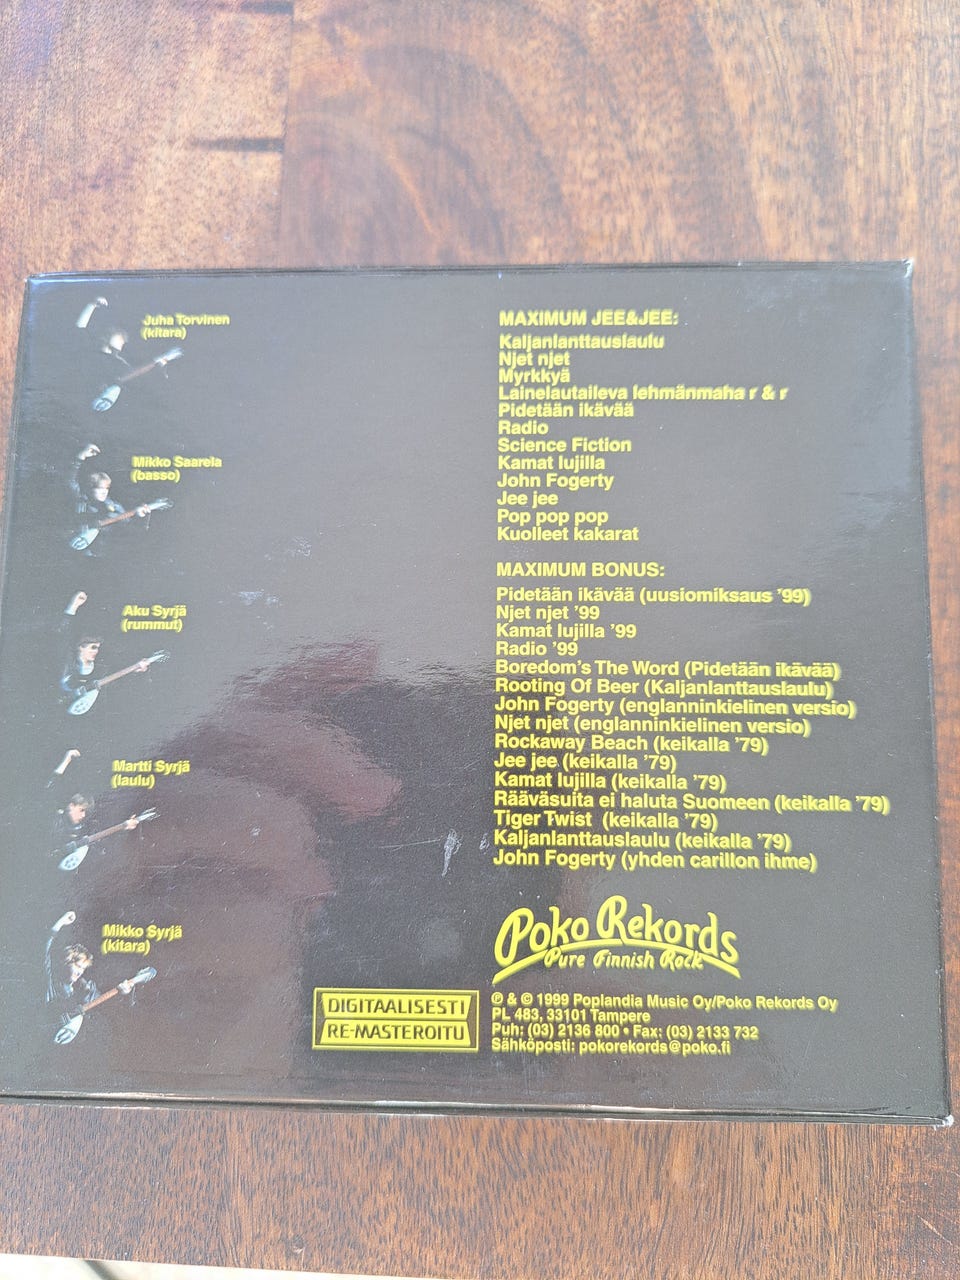 Juha Torvinen
(kitara)
Mikko Saarela
(basso)
Aku Syrjä
(rummut)
Martti Syrjä
(laulu)
Mikko Syrjä
(kitara)
MAXIMUM JEE&JEE:
Kaljanlanttauslaulu
Njet njet
Myrkkyä
Lainelautaileva lehmänmaha r & r
Pidetään ikävää
Radio
Science Fiction
Kamat lujilla
John Fogerty
Jee jee
Pop pop pop
Kuolleet kakarat
MAXIMUM BONUS:
Pidetään ikävää (uusiomiksaus '99)
Njet njet '99
Kamat lujilla '99
Radio '99
Boredom's The Word (Pidetään ikävää)
Rooting Of Beer (Kaljanlanttauslaulu)
John Fogerty (englanninkielinen versio)
Njet njet (englanninkielinen versio)
Rockaway Beach (keikalla '79)
Jee jee (keikalla '79)
Kamat lujilla (keikalla '79)
Rääväsuita ei haluta Suomeen (keikalla '79)
Tiger Twist (keikalla '79)
Kaljanlanttauslaulu (keikalla '79)
John Fogerty (yhden carillon ihme)
Poko Rekords
Pure Finnish Rock
DIGITAALISESTI
RE-MASTEROITU
℗ & © 1999 Poplandia Music Oy/Poko Rekords Oy
PL 483, 33101 Tampere
Puh: (03) 2136 800 • Fax: (03) 2133 732
Sähköposti: pokorekords@poko.fi